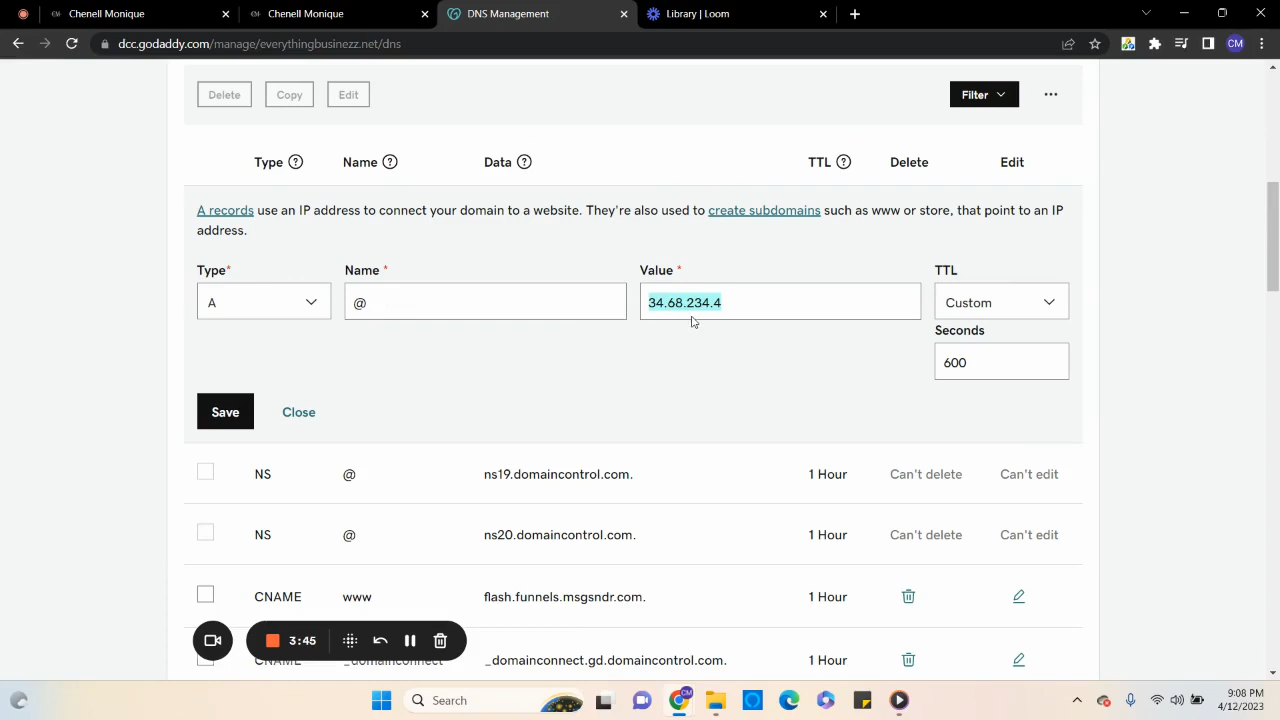 Chenell Monique
Chenell Monique
DNS Management
Library | Loom
dcc.godaddy.com/manage/everythingbusinezz.net/dns
CM
Delete
Copy
Edit
Filter
Type
Name
Data
TTL
Delete
Edit
A records use an IP address to connect your domain to a website. They're also used to create subdomains such as www or store, that point to an IP
address.
Type*
Name *
Value *
TTL
A
@
34.68.234.4
Custom
Seconds
600
Save
Close
NS @ ns19.domaincontrol.com. 1 Hour Can't delete Can't edit
NS @ ns20.domaincontrol.com. 1 Hour Can't delete Can't edit
CNAME www flash.funnels.msgsndr.com. 1 Hour
3:45
CNAME _domainconnect _domainconnect.gd.domaincontrol.com. 1 Hour
Search
CM
9:08 PM
4/12/2023